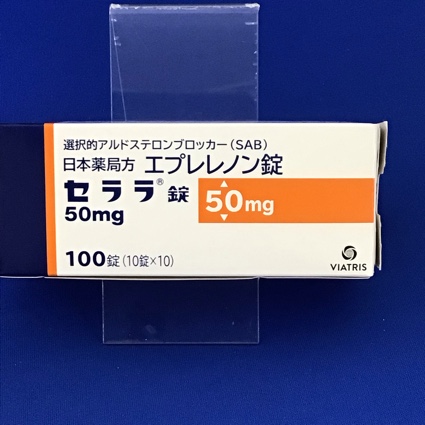 選択的アルドステロンブロッカー(SAB)
日本薬局方 エプレレノン錠
セララ®錠
50mg
50mg
100錠(10錠×10)
VIATRIS